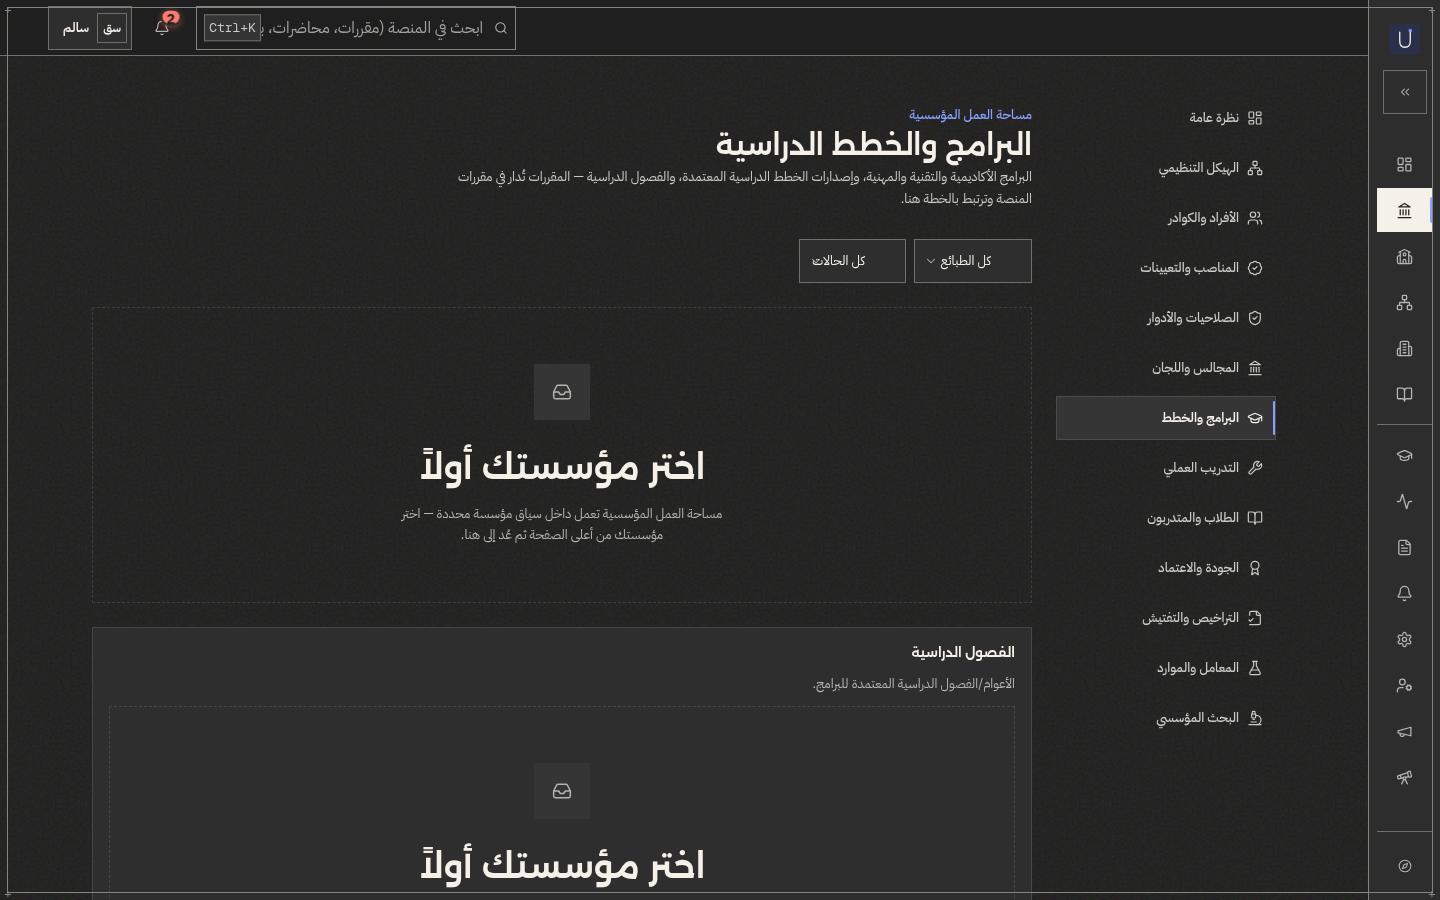 سالم
سق
2
ابحث في المنصة (مقررات، محاضرات، ب
Ctrl+K
نظرة عامة
الهيكل التنظيمي
الأفراد والكوادر
المناصب والتعيينات
الصلاحيات والأدوار
المجالس واللجان
البرامج والخطط
التدريب العملي
الطلاب والمتدربون
الجودة والاعتماد
التراخيص والتفتيش
المعامل والموارد
البحث المؤسسي
مساحة العمل المؤسسية
البرامج والخطط الدراسية
البرامج الأكاديمية والتقنية والمهنية، وإصدارات الخطط الدراسية المعتمدة، والفصول الدراسية — المقررات تُدار في مقررات
المنصة وترتبط بالخطة هنا.
كل الطبائع
كل الحالات
اختر مؤسستك أولاً
مساحة العمل المؤسسية تعمل داخل سياق مؤسسة محددة — اختر
مؤسستك من أعلى الصفحة ثم عُد إلى هنا.
الفصول الدراسية
الأعوام/الفصول الدراسية المعتمدة للبرامج.
اختر مؤسستك أولاً